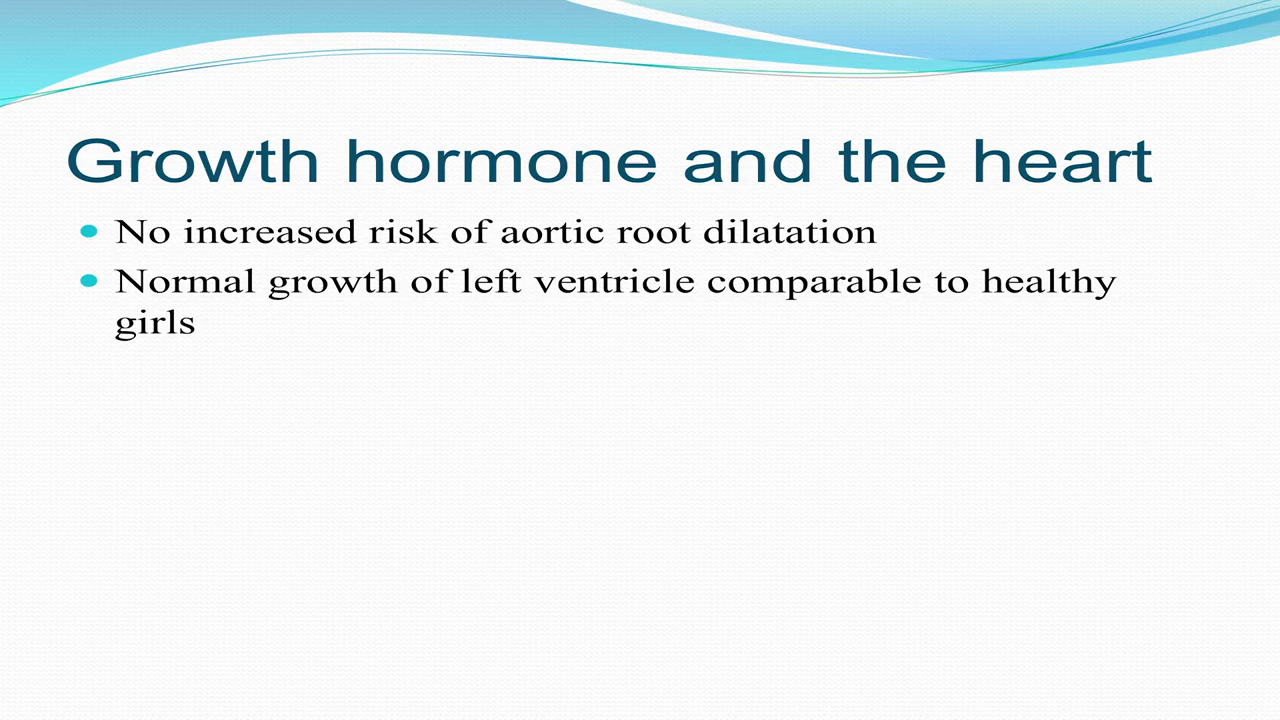 Growth hormone and the heart
• No increased risk of aortic root dilatation
• Normal growth of left ventricle comparable to healthy
girls